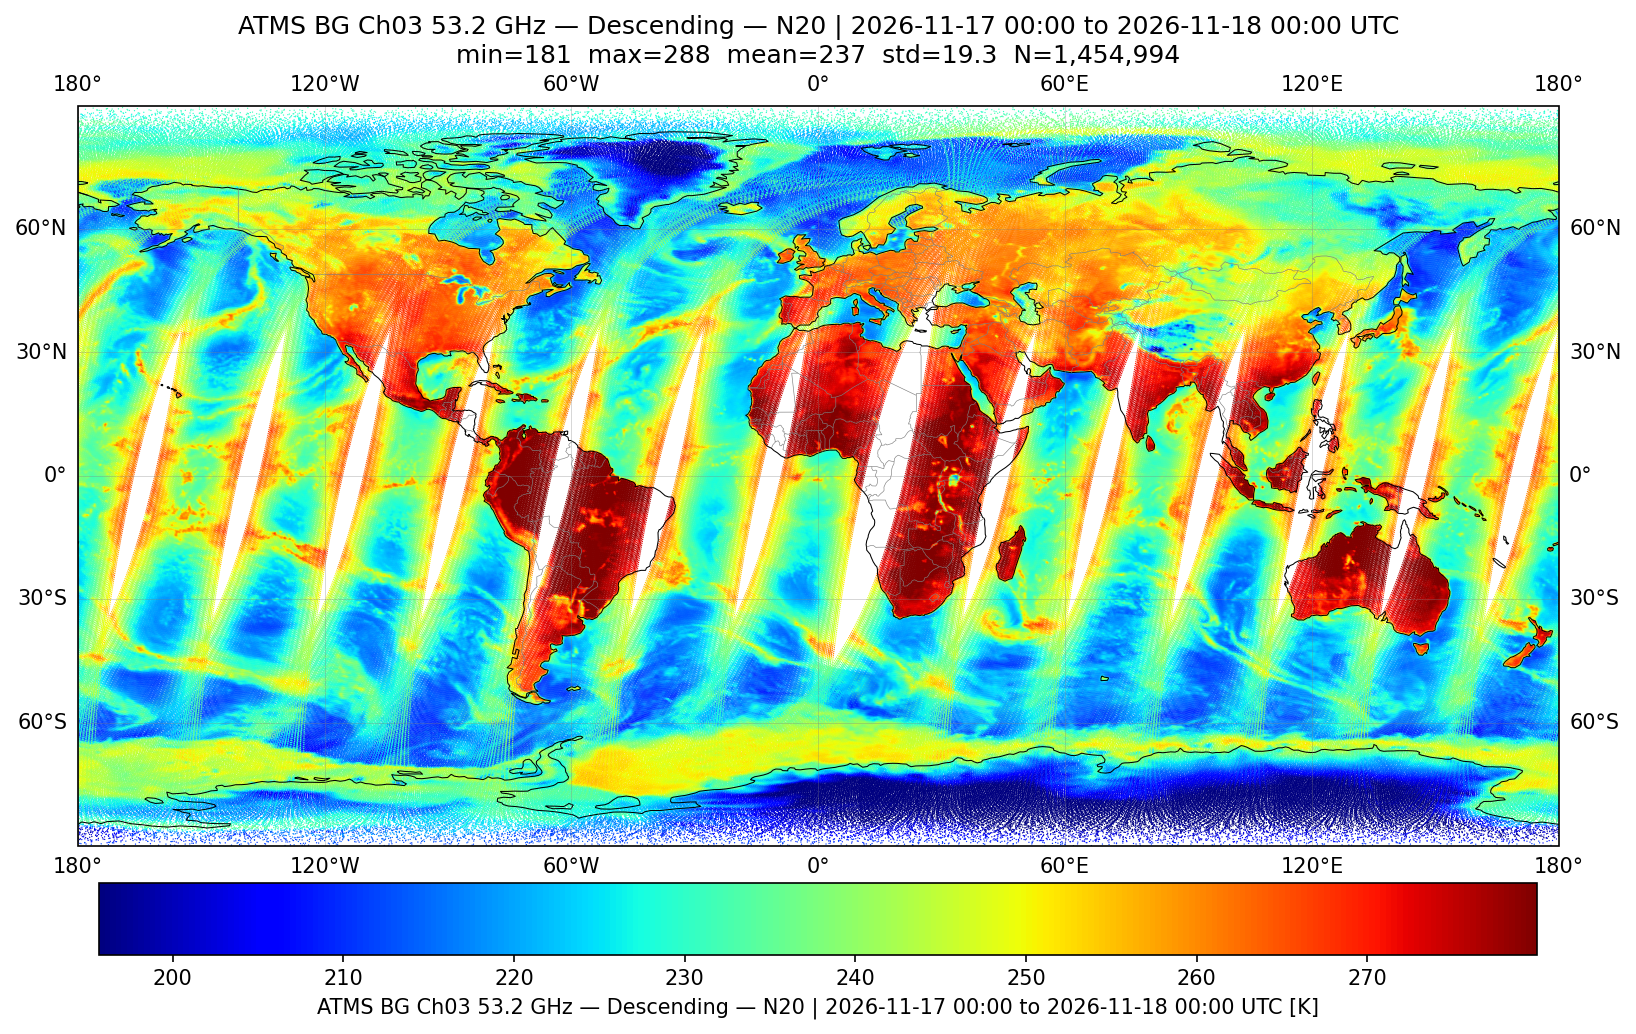 ATMS BG Ch03 53.2 GHz — Descending — N20 | 2026-11-17 00:00 to 2026-11-18 00:00 UTC
min=181 max=288 mean=237 std=19.3 N=1,454,994
180° 120°W 60°W 0° 60°E 120°E 180°
60°N 60°N
30°N 30°N
0° 0°
30°S 30°S
60°S 60°S
180° 120°W 60°W 0° 60°E 120°E 180°
200 210 220 230 240 250 260 270
ATMS BG Ch03 53.2 GHz — Descending — N20 | 2026-11-17 00:00 to 2026-11-18 00:00 UTC [K]